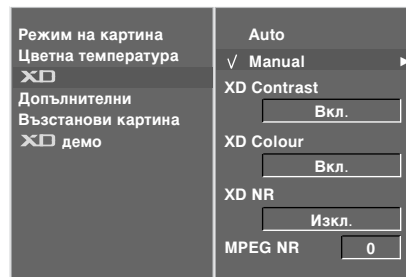 Режим на картина
Цветна температура
XD
Допълнителни
Възстанови картина
XD демо
Auto
√ Manual ►
XD Contrast
Вкл.
XD Colour
Вкл.
XD NR
Изкл.
MPEG NR 0